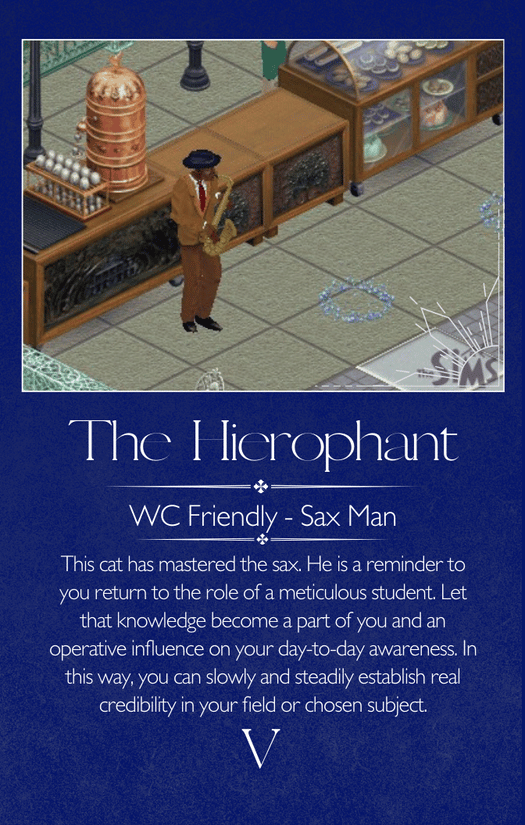 THE SIMS
The Hierophant
WC Friendly - Sax Man
This cat has mastered the sax. He is a reminder to
you return to the role of a meticulous student. Let
that knowledge become a part of you and an
operative influence on your day-to-day awareness. In
this way, you can slowly and steadily establish real
credibility in your field or chosen subject.
V